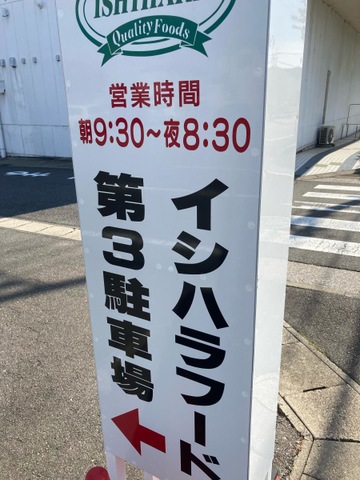 Quality Foods
営業時間
朝9:30～夜8:30
イシハラフード
第3駐車場